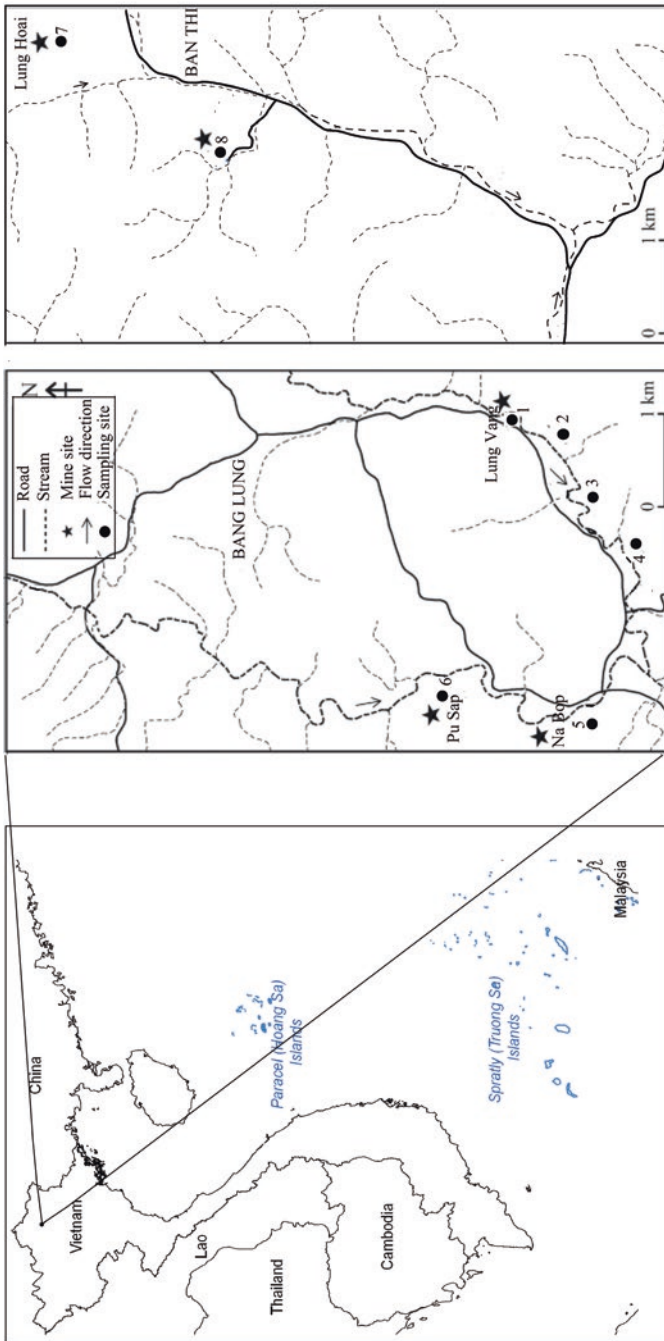 China
Vietnam
Lao
Thailand
Cambodia
Paracel (Hoang Sa)
Islands
Spratly (Truong Se)
Islands
Malaysia
N
Road
Stream
Mine site
Flow direction
Sampling site
BANG LUNG
6
Pu Sap
Na Bop
5
Lung Vang
1
2
3
4
0
1 km
Lung Hoai
7
BAN THI
8
0
1 km